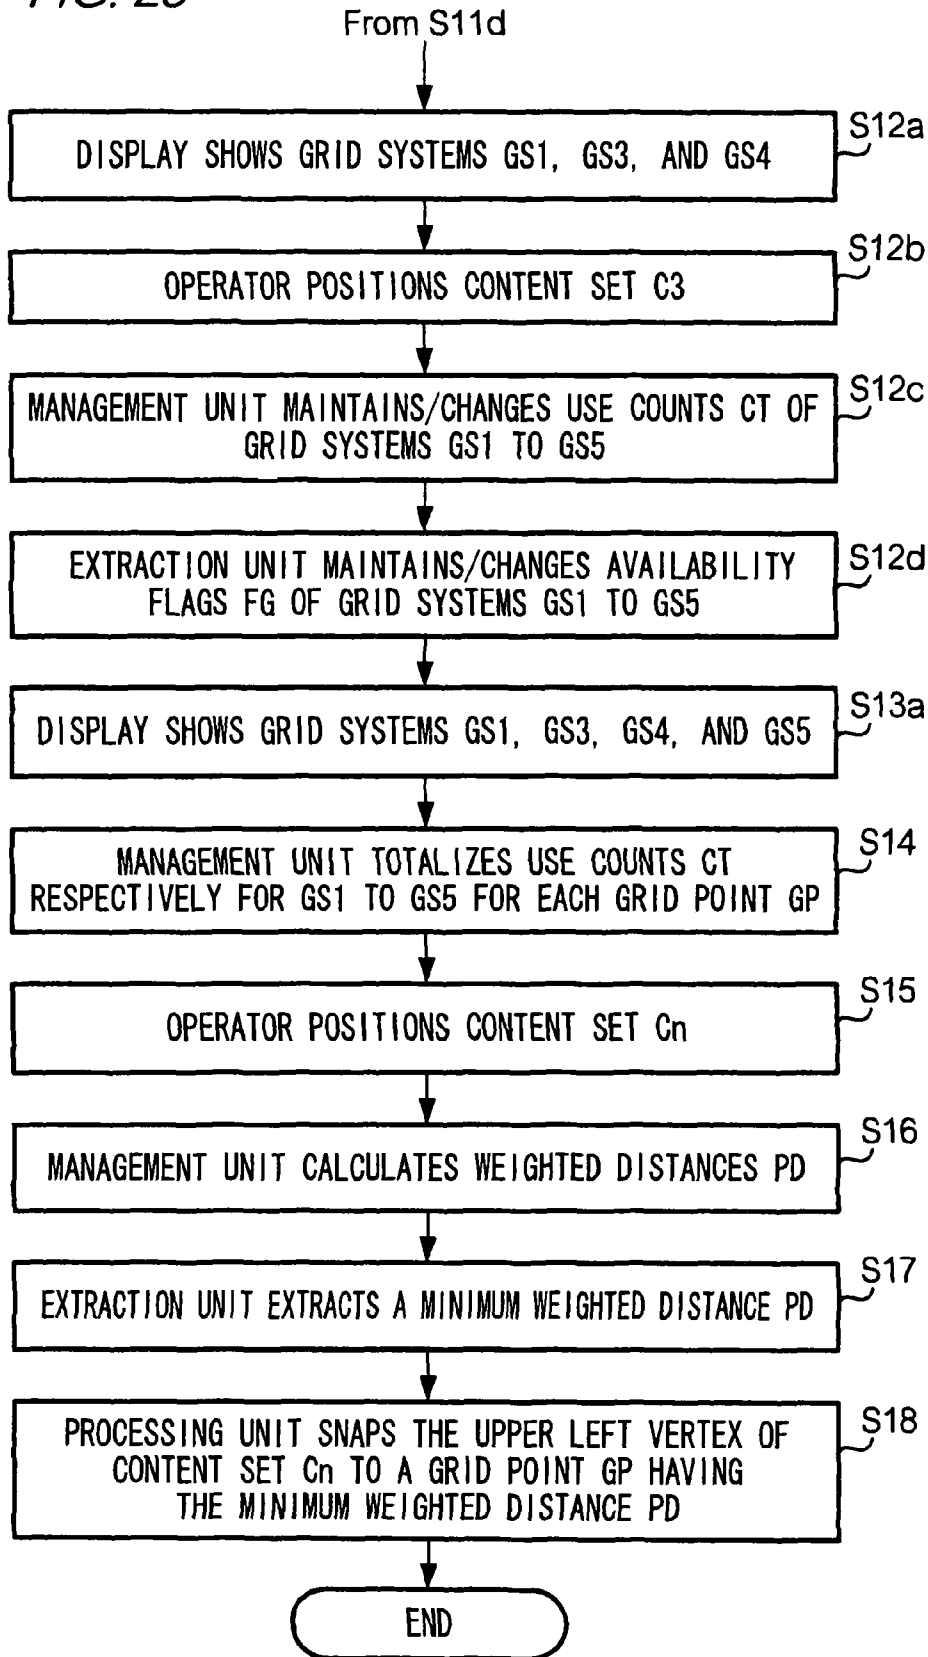 From S11d
DISPLAY SHOWS GRID SYSTEMS GS1, GS3, AND GS4
S12a
OPERATOR POSITIONS CONTENT SET C3
S12b
MANAGEMENT UNIT MAINTAINS/CHANGES USE COUNTS CT OF
GRID SYSTEMS GS1 TO GS5
S12c
EXTRACTION UNIT MAINTAINS/CHANGES AVAILABILITY
FLAGS FG OF GRID SYSTEMS GS1 TO GS5
S12d
DISPLAY SHOWS GRID SYSTEMS GS1, GS3, GS4, AND GS5
S13a
MANAGEMENT UNIT TOTALIZES USE COUNTS CT
RESPECTIVELY FOR GS1 TO GS5 FOR EACH GRID POINT GP
S14
OPERATOR POSITIONS CONTENT SET Cn
S15
MANAGEMENT UNIT CALCULATES WEIGHTED DISTANCES PD
S16
EXTRACTION UNIT EXTRACTS A MINIMUM WEIGHTED DISTANCE PD
S17
PROCESSING UNIT SNAPS THE UPPER LEFT VERTEX OF
CONTENT SET Cn TO A GRID POINT GP HAVING
THE MINIMUM WEIGHTED DISTANCE PD
S18
END